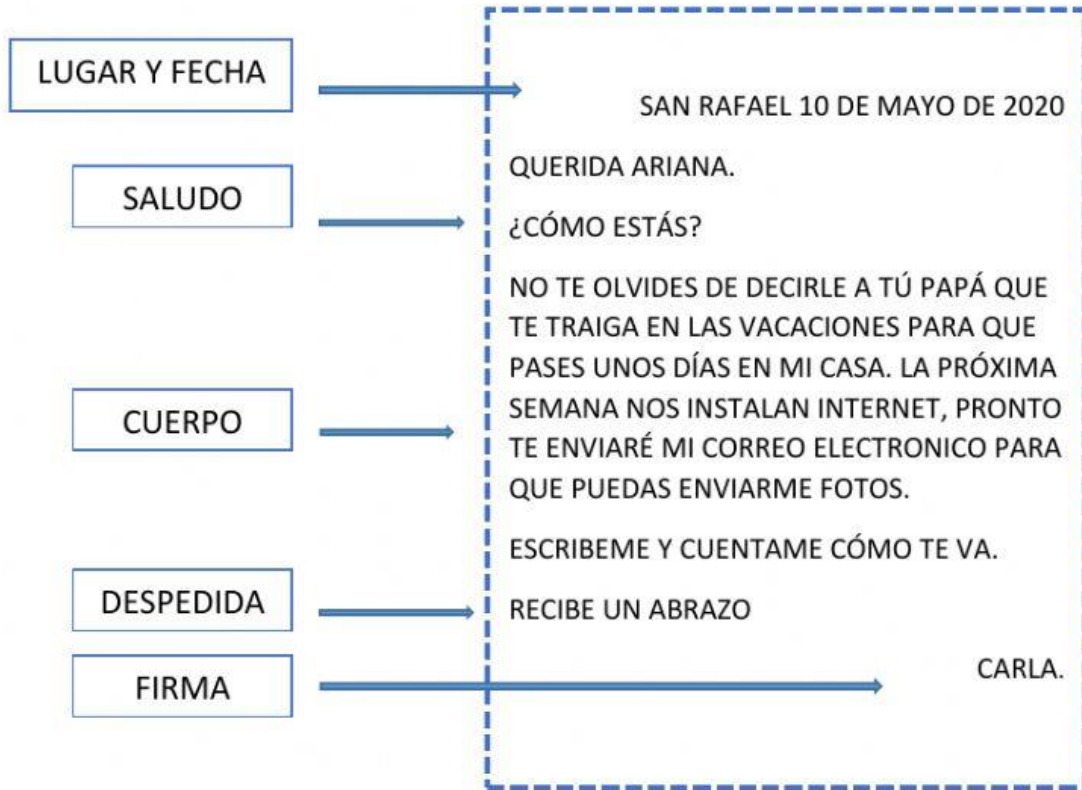 LUGAR Y FECHA
SAN RAFAEL 10 DE MAYO DE 2020
QUERIDA ARIANA.
SALUDO
¿CÓMO ESTÁS?
NO TE OLVIDES DE DECIRLE A TÚ PAPÁ QUE
TE TRAIGA EN LAS VACACIONES PARA QUE
PASES UNOS DÍAS EN MI CASA. LA PRÓXIMA
SEMANA NOS INSTALAN INTERNET, PRONTO
CUERPO
TE ENVIARÉ MI CORREO ELECTRONICO PARA
QUE PUEDAS ENVIARME FOTOS.
ESCRIBEME Y CUENTAME CÓMO TE VA.
DESPEDIDA
RECIBE UN ABRAZO
FIRMA
CARLA.